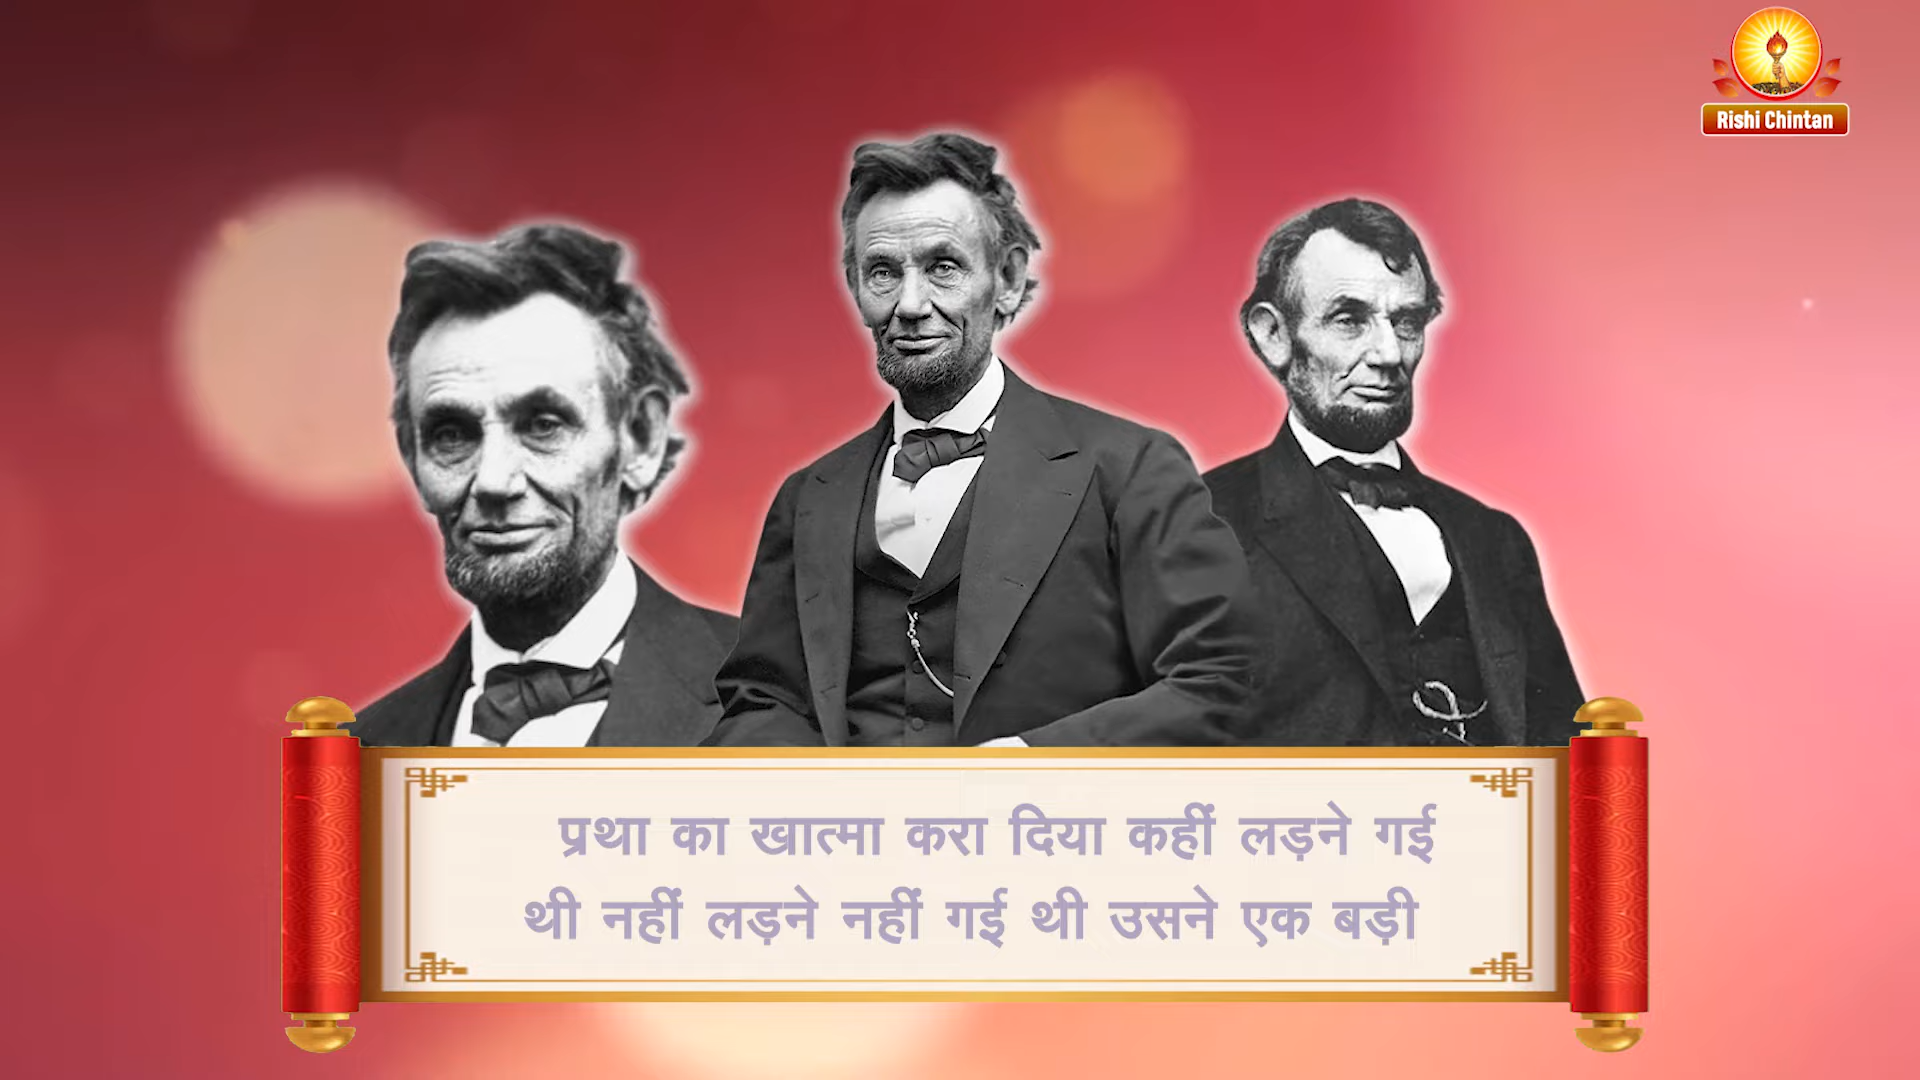 Rishi Chintan
प्रथा का खात्मा करा दिया कहीं लड़ने गई
थी नहीं लड़ने नहीं गई थी उसने एक बड़ी